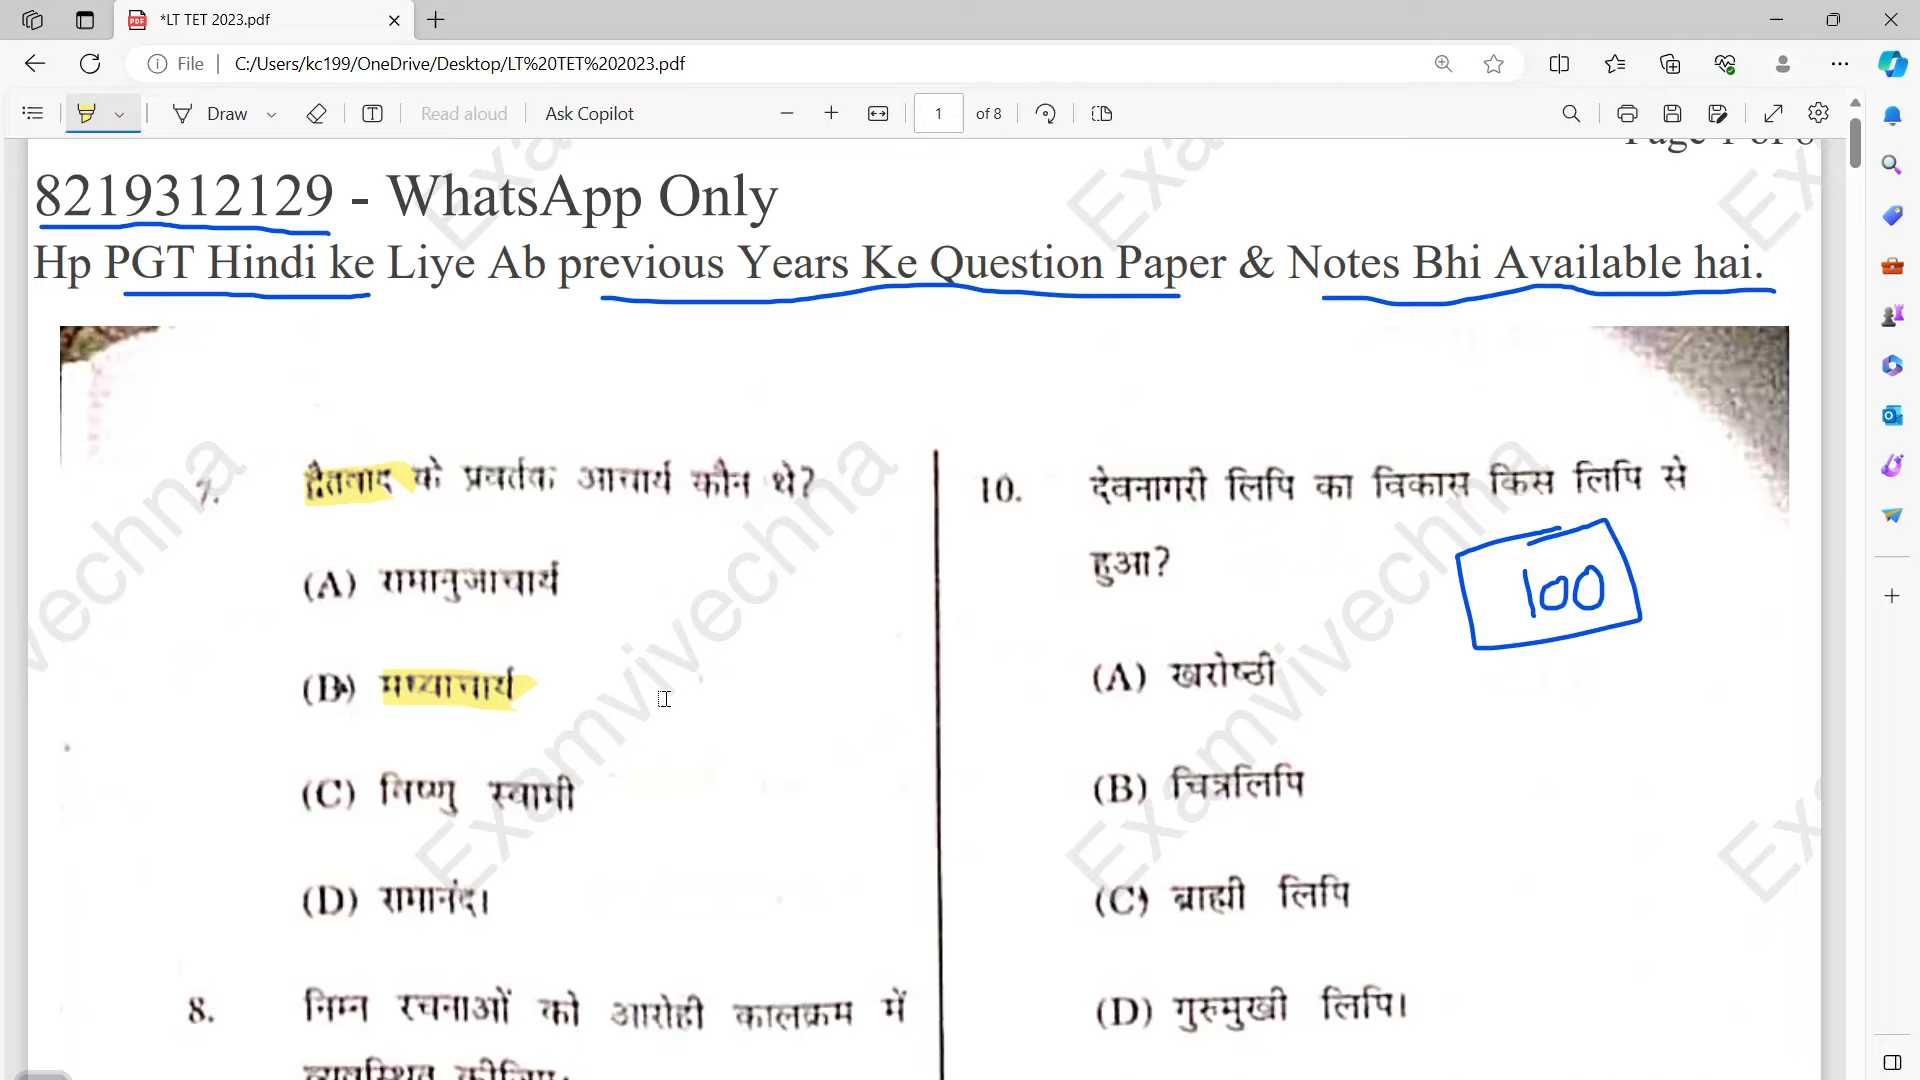 *LT TET 2023.pdf
File
C:/Users/kc199/OneDrive/Desktop/LT%20TET%202023.pdf
Draw
Read aloud
Ask Copilot
1
of 8
8219312129 - WhatsApp Only
Hp PGT Hindi ke Liye Ab previous Years Ke Question Paper & Notes Bhi Available hai.
7. द्वैतवाद के प्रवर्तक आचार्य कौन थे?
(A) रामानुजाचार्य
(B) मध्वाचार्य
(C) विष्णु स्वामी
(D) रामानंद।
8. निम्न रचनाओं को आरोही कालक्रम में
व्यवस्थित कीजिए:
10. देवनागरी लिपि का विकास किस लिपि से
हुआ?
100
(A) खरोष्ठी
(B) चित्रलिपि
(C) ब्राह्मी लिपि
(D) गुरुमुखी लिपि।
Examvivechna